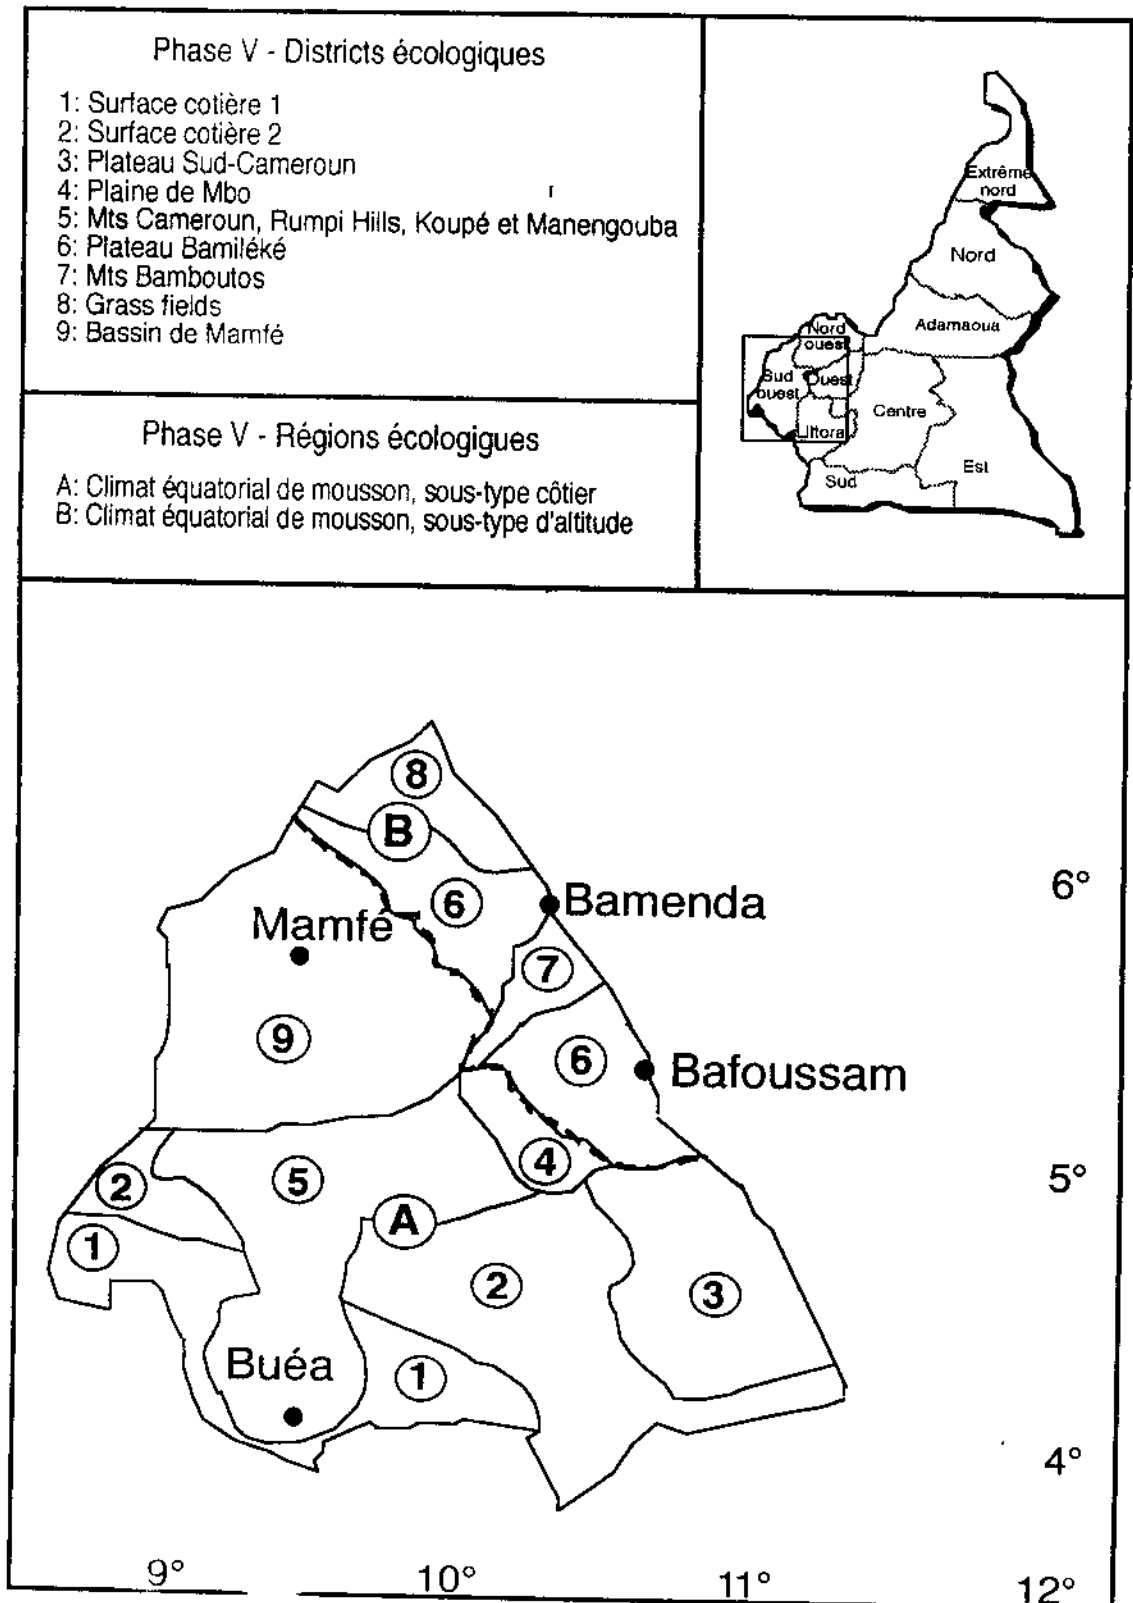 Phase V - Districts écologiques
1: Surface cotière 1
2: Surface cotière 2
3: Plateau Sud-Cameroun
4: Plaine de Mbo
5: Mts Cameroun, Rumpi Hills, Koupé et Manengouba
6: Plateau Bamiléké
7: Mts Bamboutos
8: Grass fields
9: Bassin de Mamfé
Phase V - Régions écologigues
A: Climat équatorial de mousson, sous-type côtier
B: Climat équatorial de mousson, sous-type d'altitude
Extrême
nord
Nord
Adamaoua
Nord
ouest
Sud
ouest
Ouest
Centre
Littoral
Est
Sud
8
B
6
Bamenda
6°
Mamfé
7
9
6
Bafoussam
4
5°
2
5
A
1
2
3
Buéa
1
4°
9°
10°
11°
12°